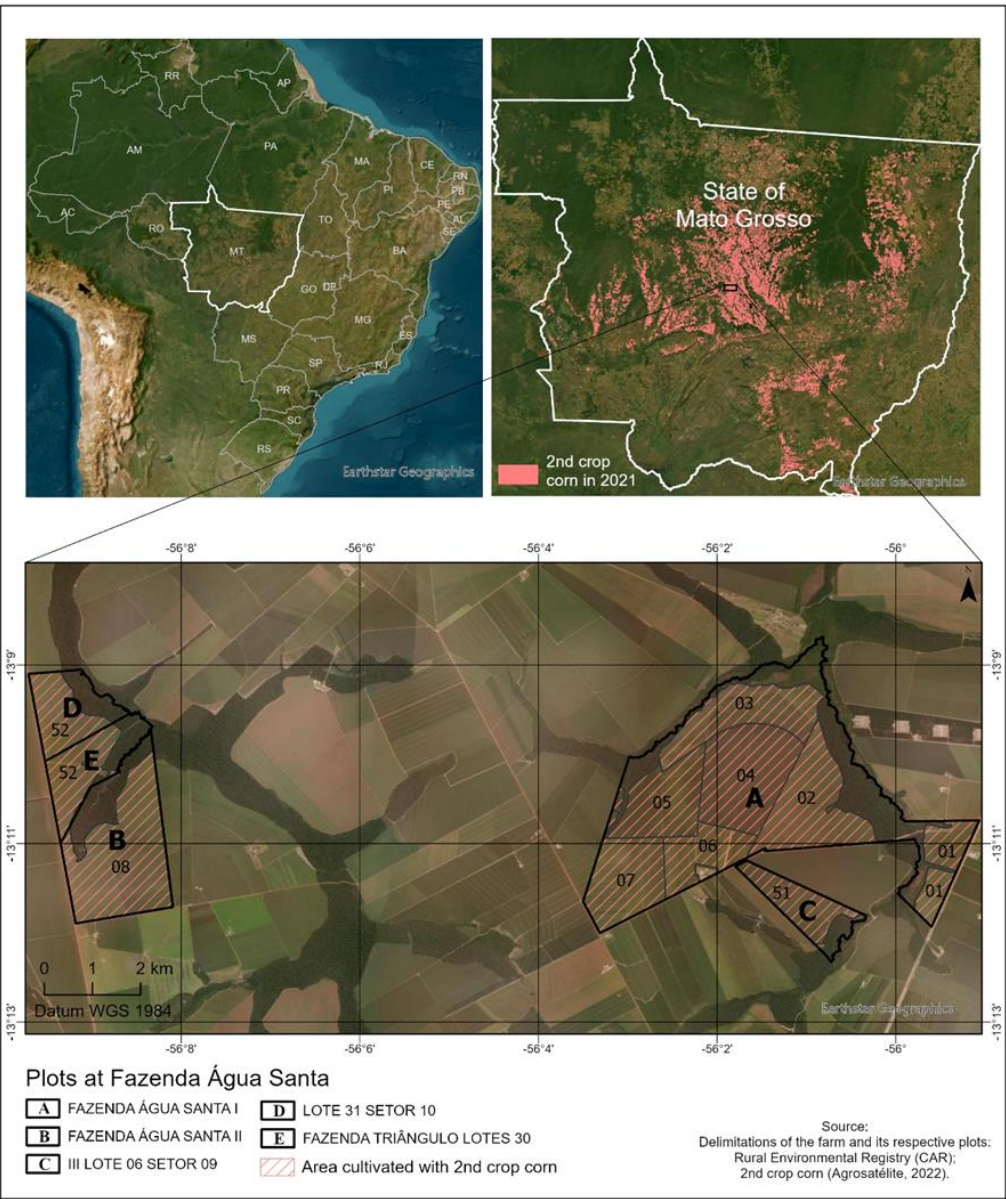 RR
AP
AM
PA
MA
CE
RN
PB
PE
AL
SE
PI
AC
RO
TO
MT
BA
GO
DF
MG
ES
MS
SP
RJ
PR
SC
RS
Earthstar Geographics
State of
Mato Grosso
2nd crop
corn in 2021
Earthstar Geographics
-56°8'
-56°6'
-56°4'
-56°2'
-56°
N
-13°9'
-13°9'
D
52
E
52
B
08
03
04
A
05
02
06
07
01
01
51
C
-13°11'
-13°11'
0 1 2 km
Datum WGS 1984
Earthstar Geographics
-13°13'
-13°13'
-56°8'
-56°6'
-56°4'
-56°2'
-56°
Plots at Fazenda Água Santa
A FAZENDA ÁGUA SANTA I
B FAZENDA ÁGUA SANTA II
C III LOTE 06 SETOR 09
D LOTE 31 SETOR 10
E FAZENDA TRIÂNGULO LOTES 30
Area cultivated with 2nd crop corn
Source:
Delimitations of the farm and its respective plots:
Rural Environmental Registry (CAR);
2nd crop corn (Agrosatélite, 2022).